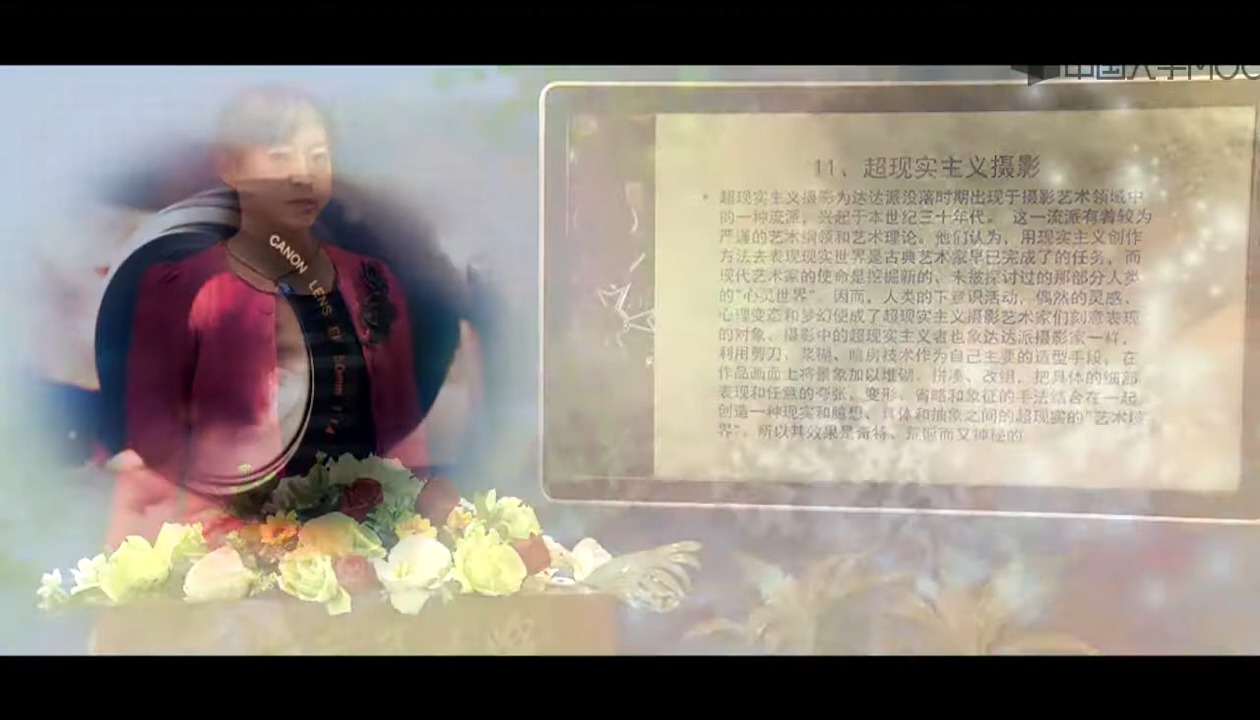 中国大学MOO
11、超现实主义摄影
• 超现实主义摄影为达达派没落时期出现于摄影艺术领域中
的一种流派，兴起于本世纪三十年代。 这一流派有着较为
严谨的艺术纲领和艺术理论。他们认为，用现实主义创作
方法去表现现实世界是古典艺术家早已完成了的任务，而
现代艺术家的使命是挖掘新的、未被探讨过的那部分人类
的"心灵世界"。因而，人类的下意识活动、偶然的灵感、
心理变态和梦幻便成了超现实主义摄影艺术家们刻意表现
的对象。摄影中的超现实主义者也象达达派摄影家一样，
利用剪刀、浆糊、暗房技术作为自己主要的造型手段，在
作品画面上将景象加以堆砌、拼凑、改组，把具体的细部
表现和任意的夸张、变形、省略和象征的手法结合在一起，
创造一种现实和臆想、具体和抽象之间的超现实的"艺术境
界"。所以其效果是奇特、荒诞而又神秘的
CANON LENS EF 50mm